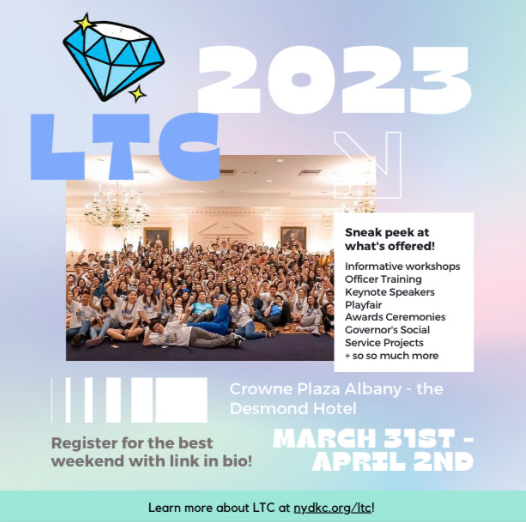 2023
LTC
Sneak peek at
what's offered!
Informative workshops
Officer Training
Keynote Speakers
Playfair
Awards Ceremonies
Governor's Social
Service Projects
+ so so much more
Crowne Plaza Albany - the
Desmond Hotel
Register for the best
weekend with link in bio!
MARCH 31ST -
APRIL 2ND
Learn more about LTC at nydkc.org/ltc!